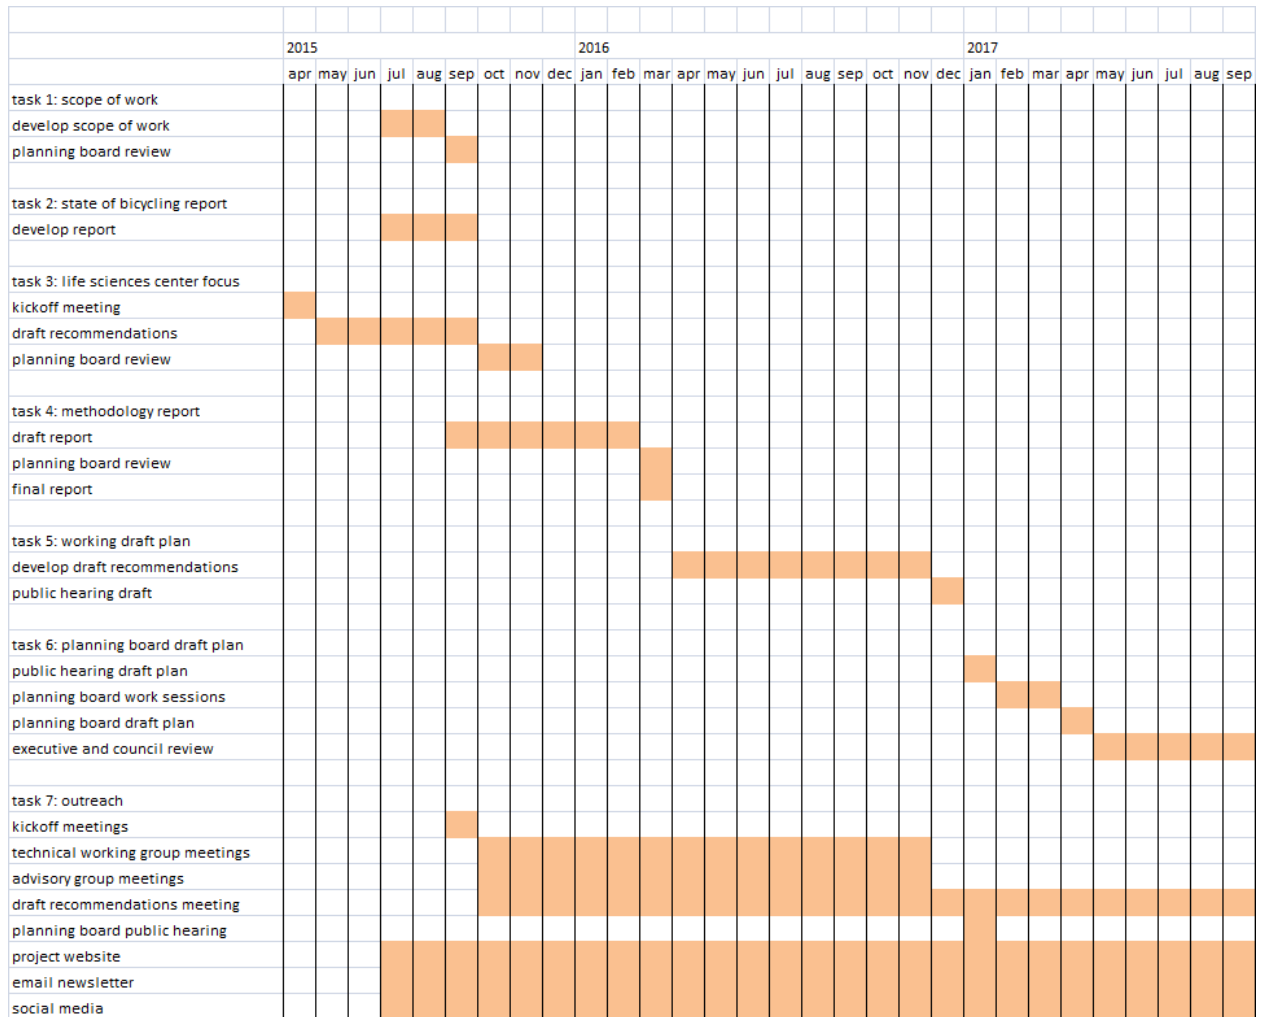 2015 2016 2017
apr may jun jul aug sep oct nov dec jan feb mar apr may jun jul aug sep oct nov dec jan feb mar apr may jun jul aug sep
task 1: scope of work
develop scope of work
planning board review
task 2: state of bicycling report
develop report
task 3: life sciences center focus
kickoff meeting
draft recommendations
planning board review
task 4: methodology report
draft report
planning board review
final report
task 5: working draft plan
develop draft recommendations
public hearing draft
task 6: planning board draft plan
public hearing draft plan
planning board work sessions
planning board draft plan
executive and council review
task 7: outreach
kickoff meetings
technical working group meetings
advisory group meetings
draft recommendations meeting
planning board public hearing
project website
email newsletter
social media